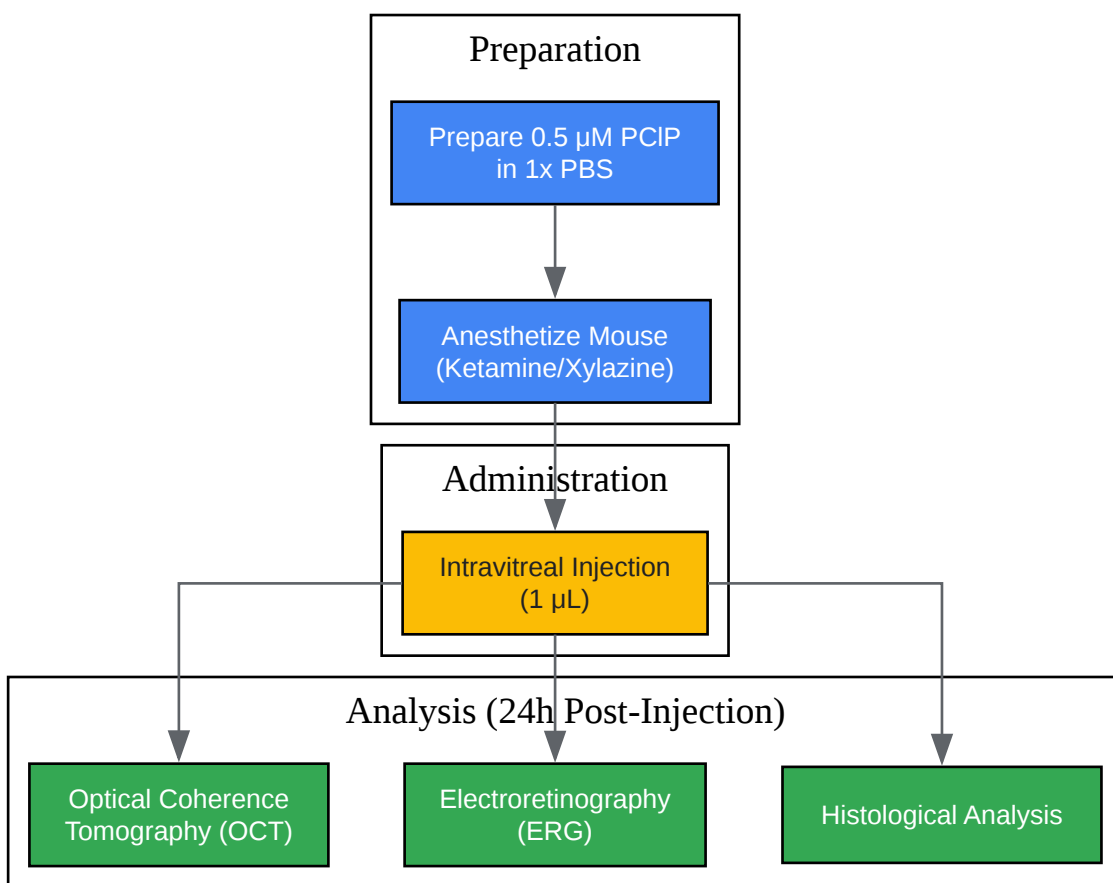 Preparation
Prepare 0.5 μM PClP
in 1x PBS
Anesthetize Mouse
(Ketamine/Xylazine)
Administration
Intravitreal Injection
(1 μL)
Analysis (24h Post-Injection)
Optical Coherence
Tomography (OCT)
Electroretinography
(ERG)
Histological Analysis